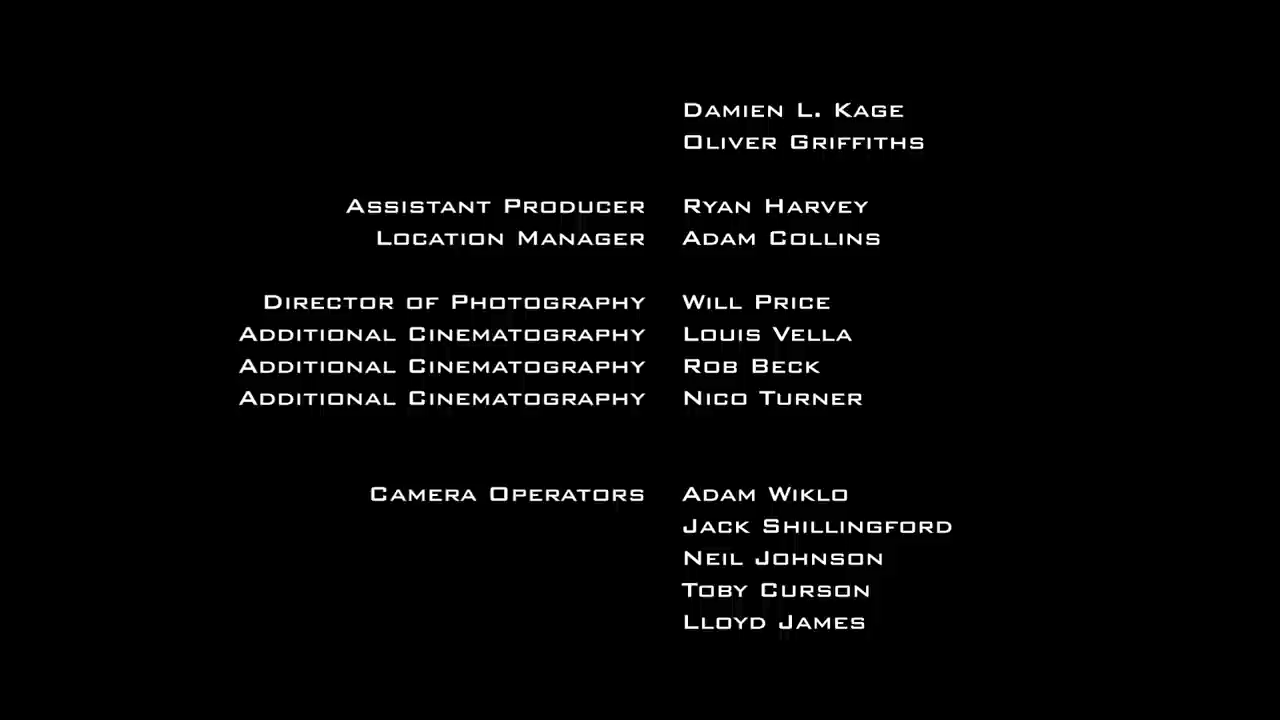 Damien L. Kage
Oliver Griffiths
Assistant Producer Ryan Harvey
Location Manager Adam Collins
Director of Photography Will Price
Additional Cinematography Louis Vella
Additional Cinematography Rob Beck
Additional Cinematography Nico Turner
Camera Operators Adam Wiklo
Jack Shillingford
Neil Johnson
Toby Curson
Lloyd James